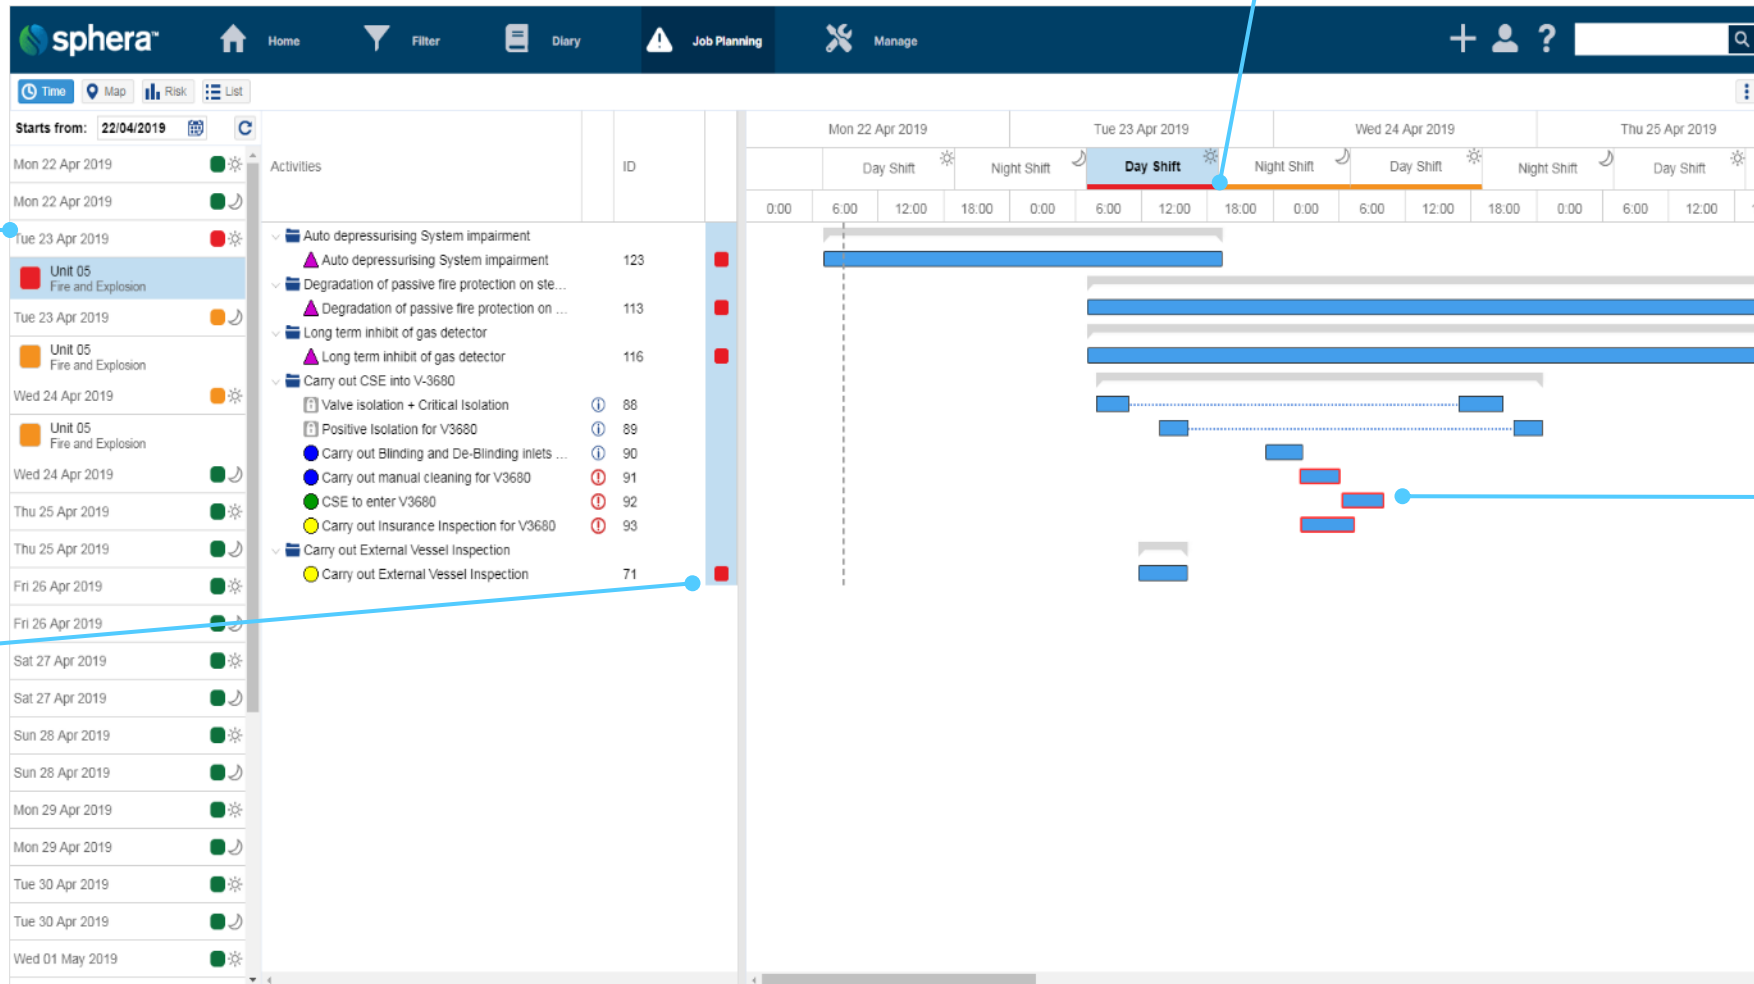 sphera™ Home Filter Diary Job Planning Manage ?
Time Map Risk List
Starts from: 22/04/2019
Mon 22 Apr 2019
Mon 22 Apr 2019
Tue 23 Apr 2019
Unit 05
Fire and Explosion
Tue 23 Apr 2019
Unit 05
Fire and Explosion
Wed 24 Apr 2019
Unit 05
Fire and Explosion
Wed 24 Apr 2019
Thu 25 Apr 2019
Thu 25 Apr 2019
Fri 26 Apr 2019
Fri 26 Apr 2019
Sat 27 Apr 2019
Sat 27 Apr 2019
Sun 28 Apr 2019
Sun 28 Apr 2019
Mon 29 Apr 2019
Mon 29 Apr 2019
Tue 30 Apr 2019
Tue 30 Apr 2019
Wed 01 May 2019
Activities ID
Auto depressurising System impairment
Auto depressurising System impairment 123
Degradation of passive fire protection on ste...
Degradation of passive fire protection on ... 113
Long term inhibit of gas detector
Long term inhibit of gas detector 116
Carry out CSE into V-3680
Valve isolation + Critical Isolation 88
Positive Isolation for V3680 89
Carry out Blinding and De-Blinding inlets ... 90
Carry out manual cleaning for V3680 91
CSE to enter V3680 92
Carry out Insurance Inspection for V3680 93
Carry out External Vessel Inspection
Carry out External Vessel Inspection 71
Mon 22 Apr 2019 Tue 23 Apr 2019 Wed 24 Apr 2019 Thu 25 Apr 2019
Day Shift Night Shift Day Shift Night Shift Day Shift Night Shift Day Shift
0:00 6:00 12:00 18:00 0:00 6:00 12:00 18:00 0:00 6:00 12:00 18:00 0:00 6:00 12:00